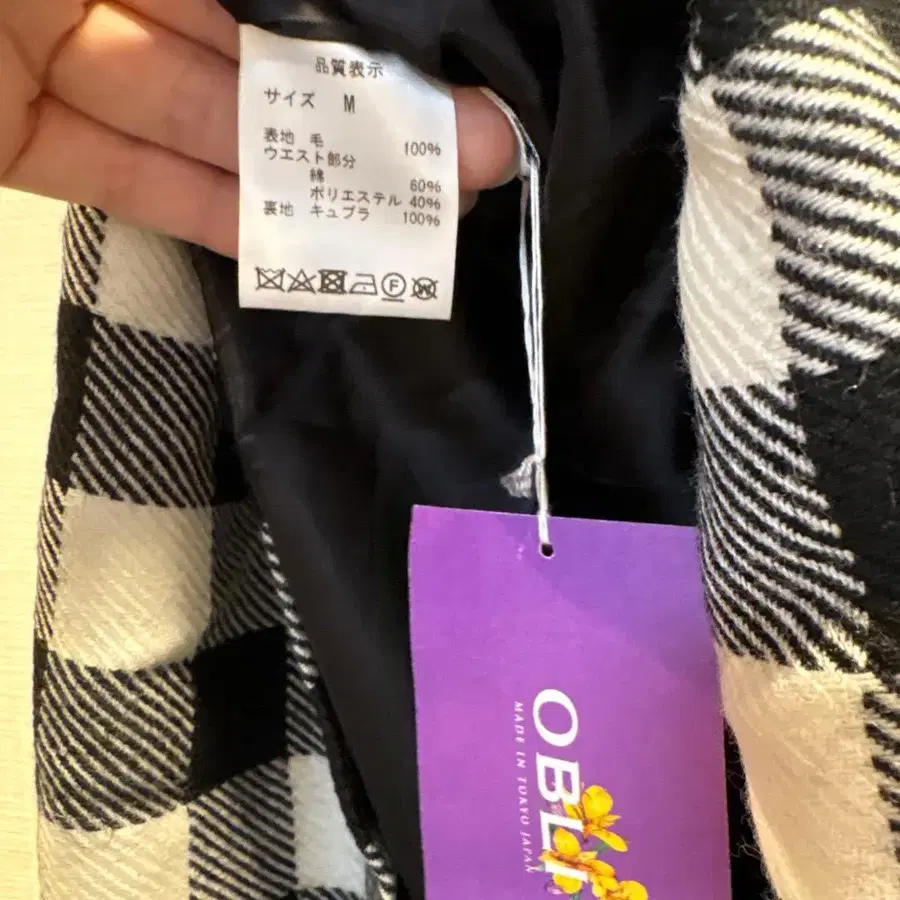 品質表示
サイズ M
表地 毛 100%
ウエスト部分
綿 60%
ポリエステル 40%
裏地 キュプラ 100%
F
W
OBLI
MADE IN TOKYO JAPAN